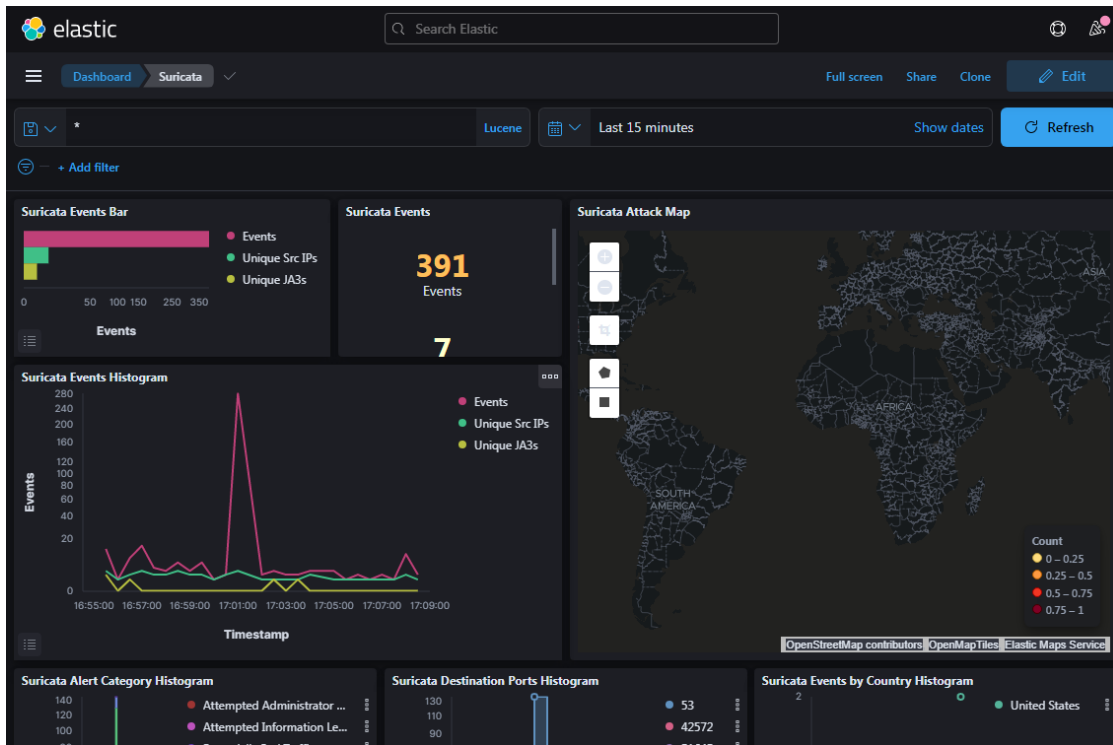 elastic
Search Elastic
Dashboard
Suricata
Full screen
Share
Clone
Edit
*
Lucene
Last 15 minutes
Show dates
Refresh
+ Add filter
Suricata Events Bar
Events
Unique Src IPs
Unique JA3s
0 50 100 150 250 350
Events
Suricata Events
391
Events
7
Suricata Attack Map
ASIA
AFRICA
SOUTH
AMERICA
Count
0 – 0.25
0.25 – 0.5
0.5 – 0.75
0.75 – 1
OpenStreetMap contributors OpenMapTiles Elastic Maps Service
Suricata Events Histogram
280
240
200
160
120
100
80
60
40
20
0
Events
16:55:00 16:57:00 16:59:00 17:01:00 17:03:00 17:05:00 17:07:00 17:09:00
Timestamp
Events
Unique Src IPs
Unique JA3s
Suricata Alert Category Histogram
140
120
100
Attempted Administrator ...
Attempted Information Le...
Suricata Destination Ports Histogram
130
110
90
53
42572
Suricata Events by Country Histogram
2
United States